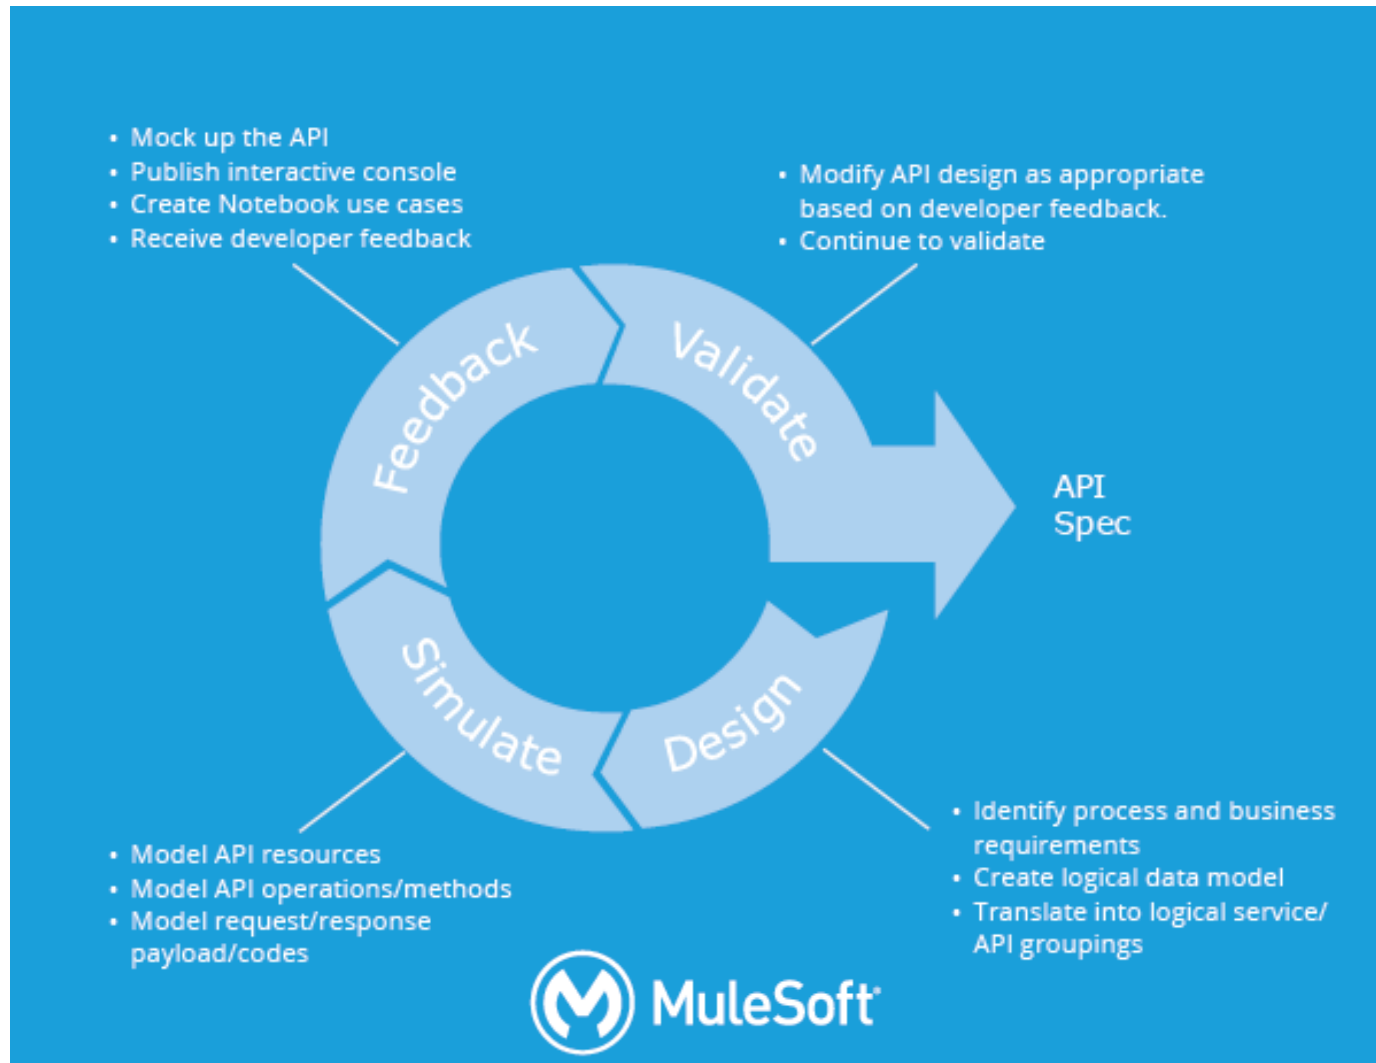 • Mock up the API
• Publish interactive console
• Create Notebook use cases
• Receive developer feedback
• Modify API design as appropriate
based on developer feedback.
• Continue to validate
Feedback
Validate
API
Spec
Simulate
Design
• Model API resources
• Model API operations/methods
• Model request/response
payload/codes
• Identify process and business
requirements
• Create logical data model
• Translate into logical service/
API groupings
MuleSoft